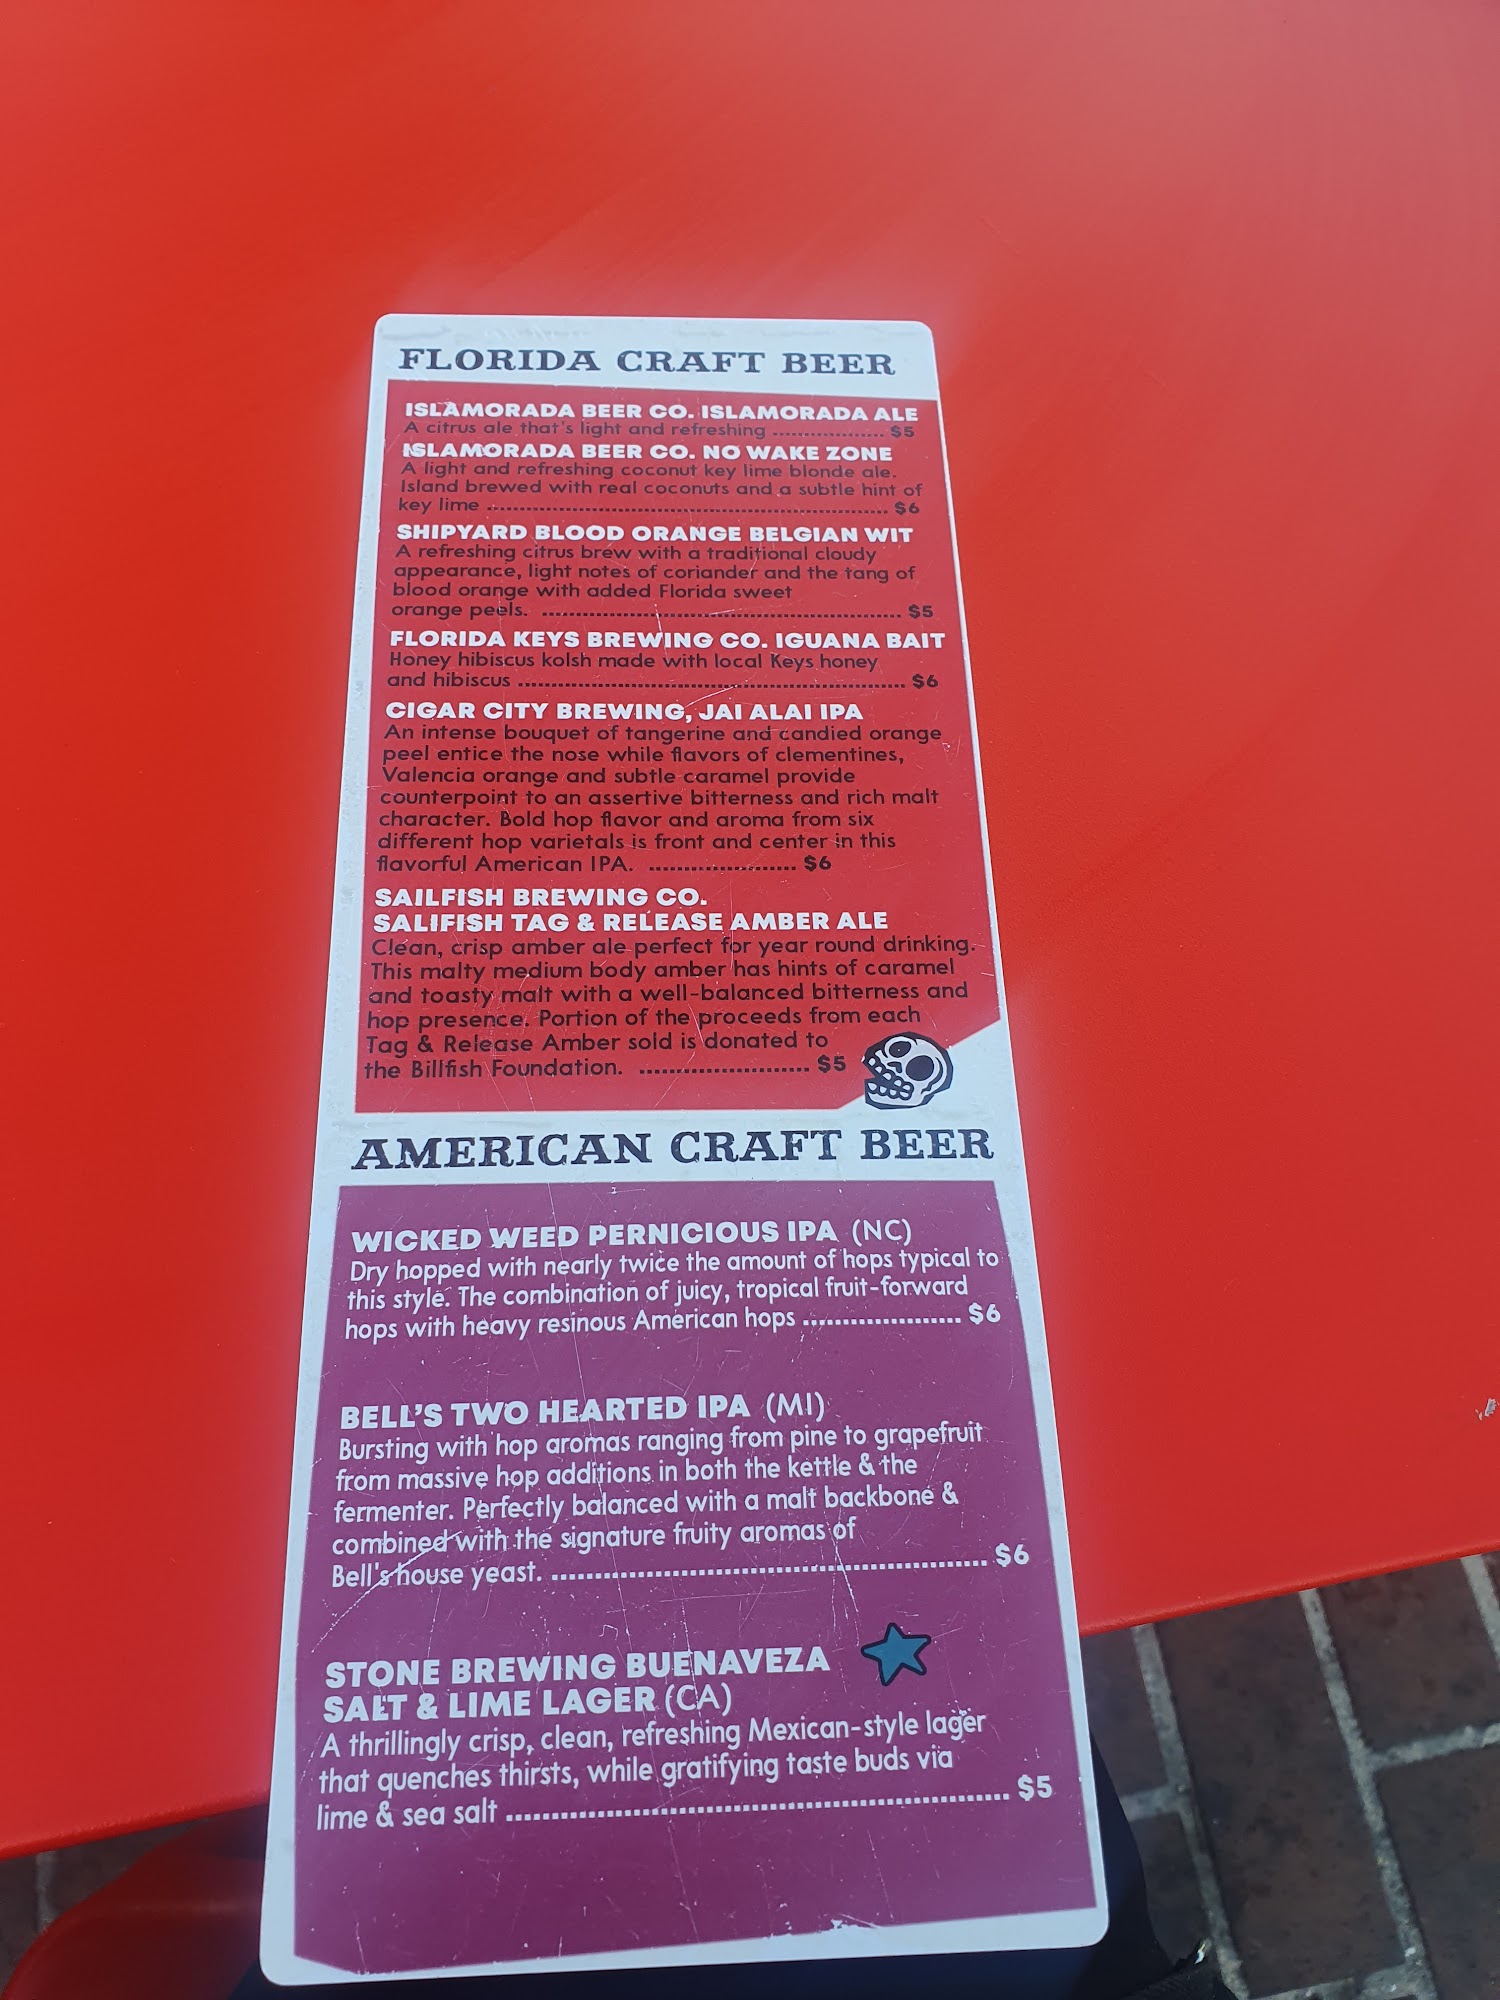 FLORIDA CRAFT BEER
ISLAMORADA BEER CO. ISLAMORADA ALE
A citrus ale that's light and refreshing ................. $5
ISLAMORADA BEER CO. NO WAKE ZONE
A light and refreshing coconut key lime blonde ale.
Island brewed with real coconuts and a subtle hint of
key lime ............................................................ $6
SHIPYARD BLOOD ORANGE BELGIAN WIT
A refreshing citrus brew with a traditional cloudy
appearance, light notes of coriander and the tang of
blood orange with added Florida sweet
orange peels. ...................................................... $5
FLORIDA KEYS BREWING CO. IGUANA BAIT
Honey hibiscus kolsh made with local Keys honey
and hibiscus ......................................................... $6
CIGAR CITY BREWING, JAI ALAI IPA
An intense bouquet of tangerine and candied orange
peel entice the nose while flavors of clementines,
Valencia orange and subtle caramel provide
counterpoint to an assertive bitterness and rich malt
character. Bold hop flavor and aroma from six
different hop varietals is front and center in this
flavorful American IPA. ..................... $6
SAILFISH BREWING CO.
SALIFISH TAG & RELEASE AMBER ALE
Clean, crisp amber ale perfect for year round drinking.
This malty medium body amber has hints of caramel
and toasty malt with a well-balanced bitterness and
hop presence. Portion of the proceeds from each
Tag & Release Amber sold is donated to
the Billfish Foundation. ........................ $5
AMERICAN CRAFT BEER
WICKED WEED PERNICIOUS IPA (NC)
Dry hopped with nearly twice the amount of hops typical to
this style. The combination of juicy, tropical fruit-forward
hops with heavy resinous American hops .................... $6
BELL'S TWO HEARTED IPA (MI)
Bursting with hop aromas ranging from pine to grapefruit
from massive hop additions in both the kettle & the
fermenter. Perfectly balanced with a malt backbone &
combined with the signature fruity aromas of
Bell's house yeast. ...................................................... $6
STONE BREWING BUENAVEZA
SALT & LIME LAGER (CA)
A thrillingly crisp, clean, refreshing Mexican-style lager
that quenches thirsts, while gratifying taste buds via
lime & sea salt .............................................................. $5